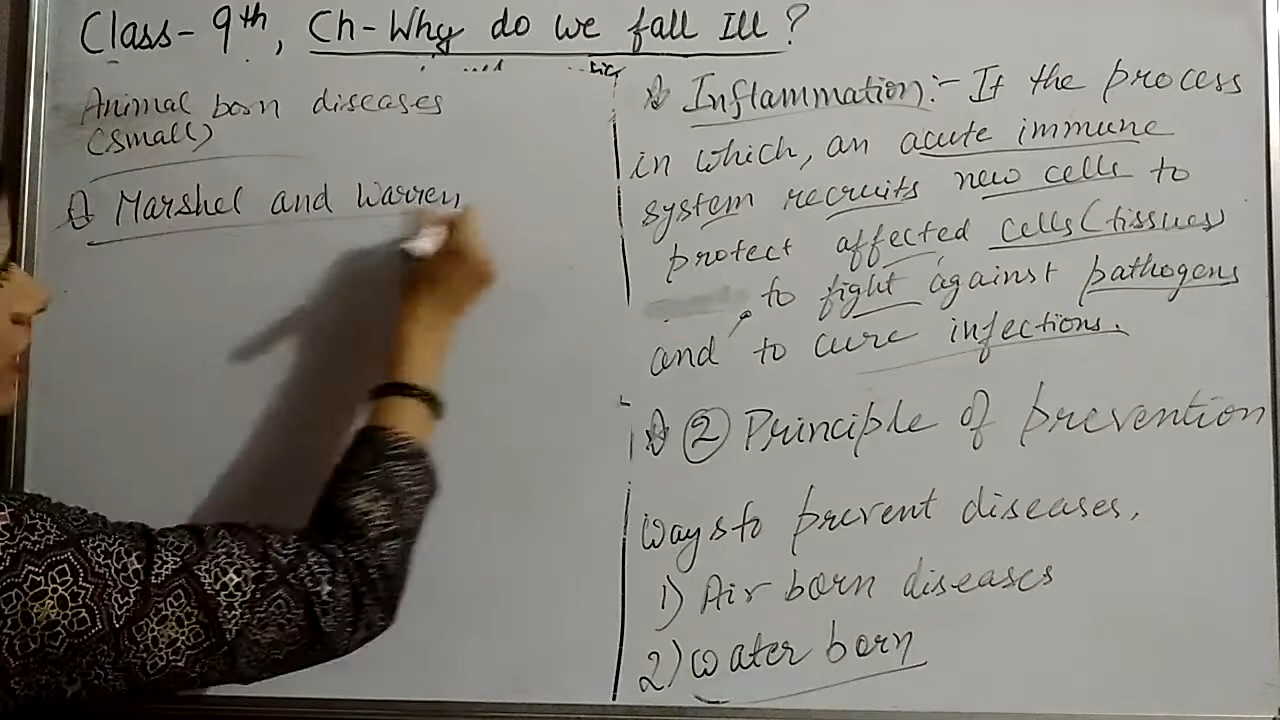 Class - 9th, Ch - Why do we fall Ill ?
Animal born diseases
(small)
Marshel and Warren
Inflammation :- It the process
in which, an acute immune
system recruits new cells to
protect affected cells (tissues)
to fight against pathogens
and to cure infections.
② Principle of prevention
Ways to prevent diseases,
1) Air born diseases
2) Water born